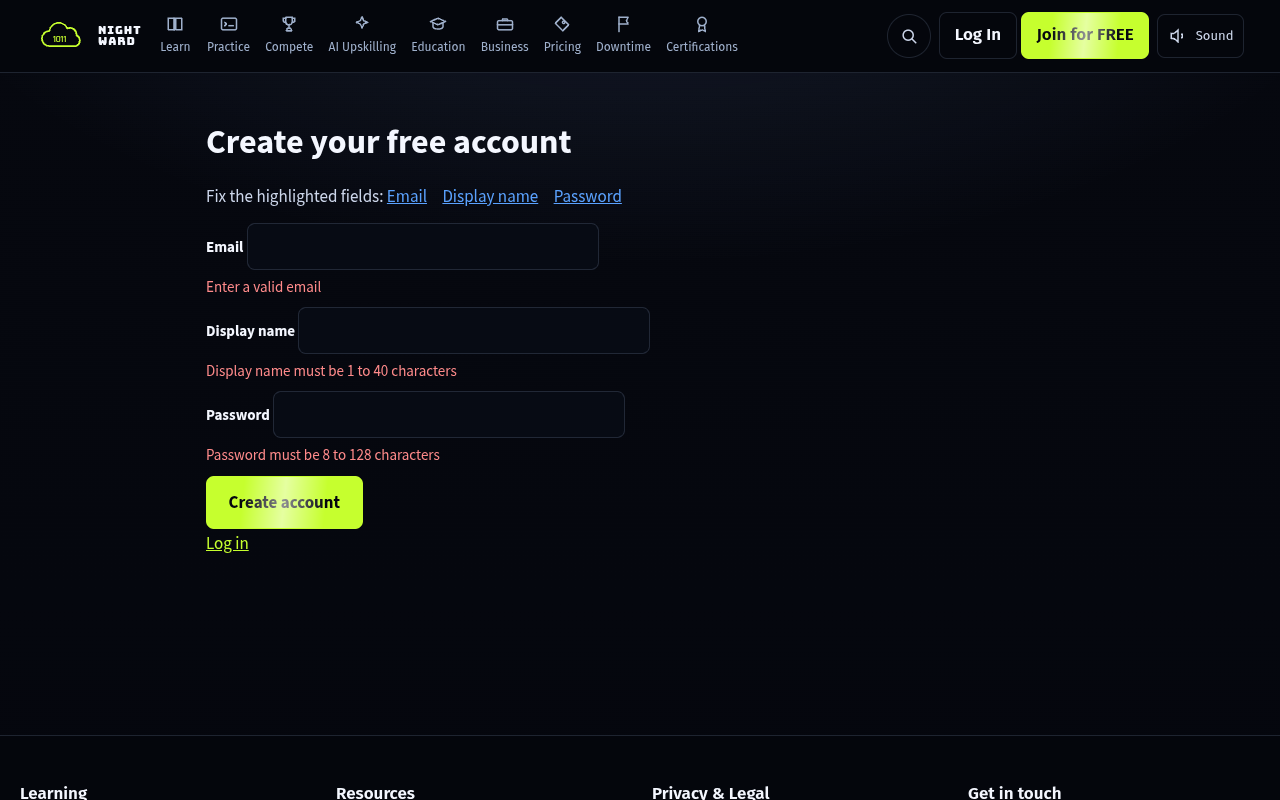 1011
NIGHT
WARD
Learn
Practice
Compete
AI Upskilling
Education
Business
Pricing
Downtime
Certifications
Log In
Join for FREE
Sound
Create your free account
Fix the highlighted fields: Email Display name Password
Email
Enter a valid email
Display name
Display name must be 1 to 40 characters
Password
Password must be 8 to 128 characters
Create account
Log in
Learning
Resources
Privacy & Legal
Get in touch